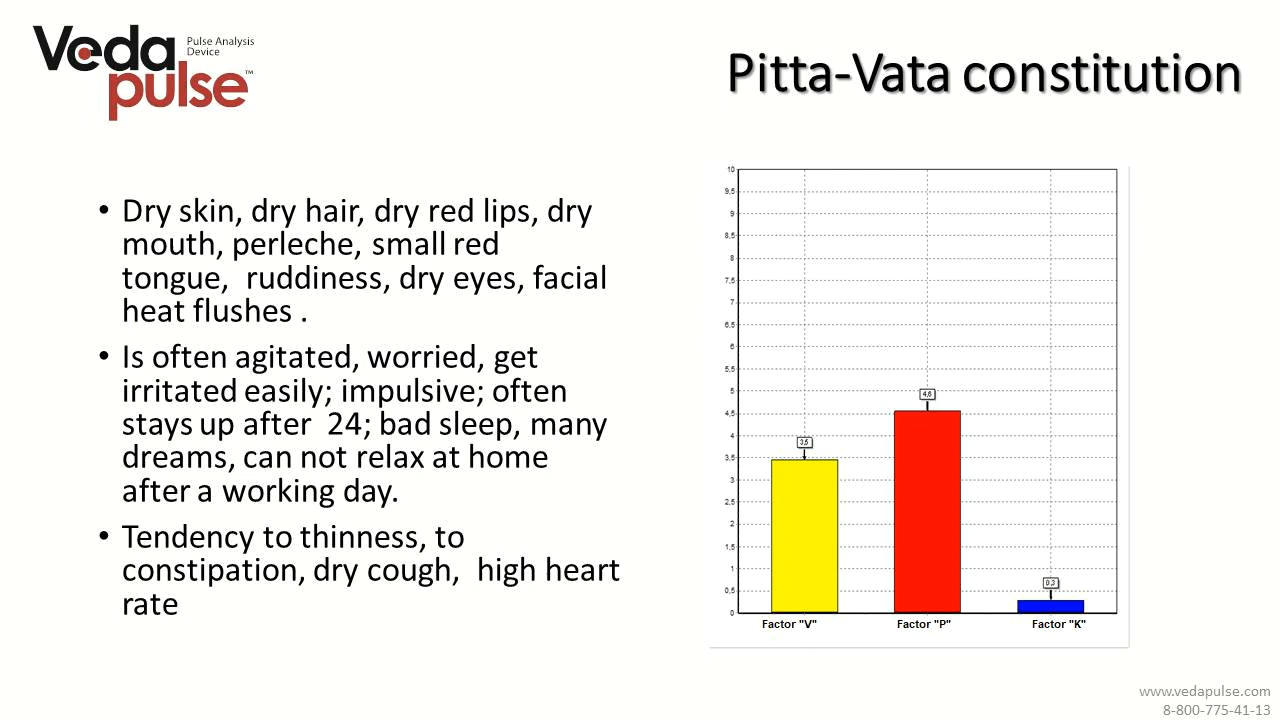 Veda
Pulse Analysis
Device
pulse™
Pitta-Vata constitution
• Dry skin, dry hair, dry red lips, dry
mouth, perleche, small red
tongue, ruddiness, dry eyes, facial
heat flushes .
• Is often agitated, worried, get
irritated easily; impulsive; often
stays up after 24; bad sleep, many
dreams, can not relax at home
after a working day.
• Tendency to thinness, to
constipation, dry cough, high heart
rate
10
9,5
9
8,5
8
7,5
7
6,5
6
5,5
5
4,5
4
3,5
3
2,5
2
1,5
1
0,5
0
3,5
4,6
0,3
Factor "V"
Factor "P"
Factor "K"
www.vedapulse.com
8-800-775-41-13